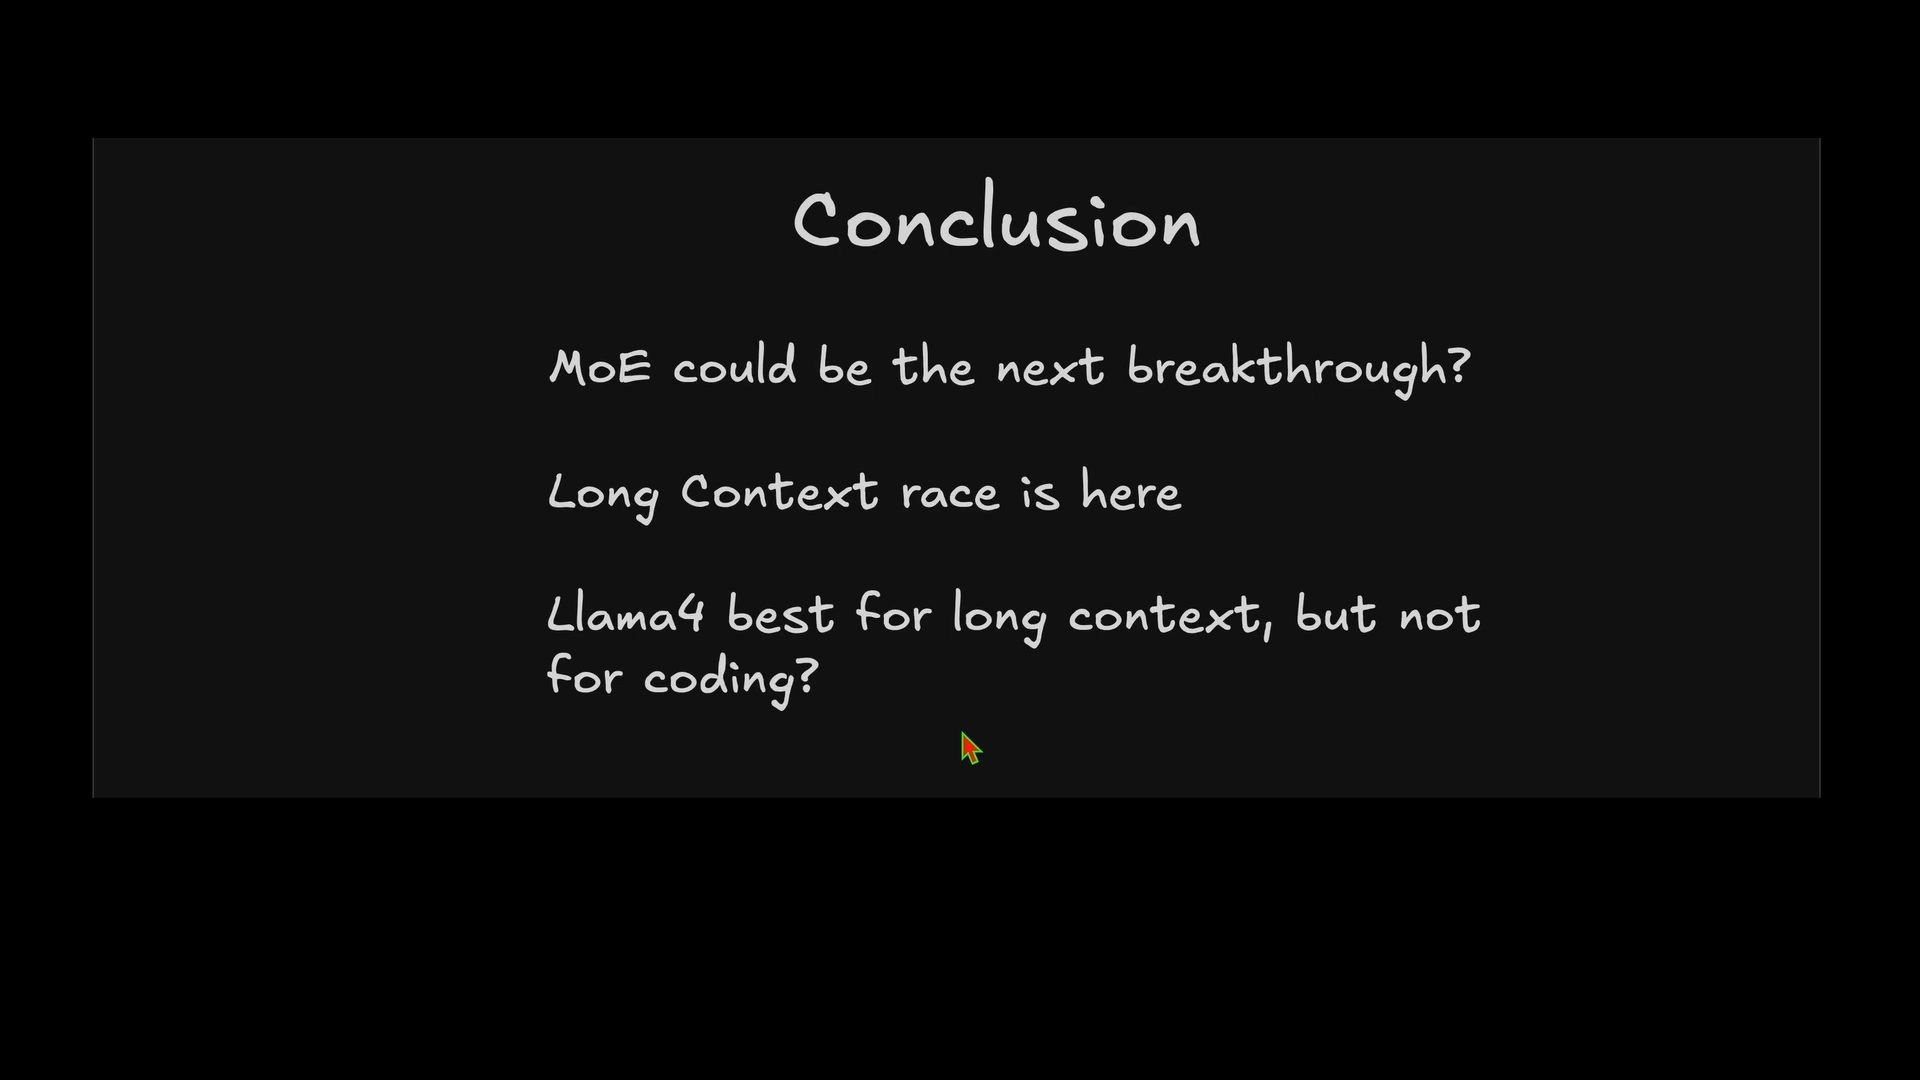 Conclusion
MoE could be the next breakthrough?
Long Context race is here
Llama4 best for long context, but not
for coding?